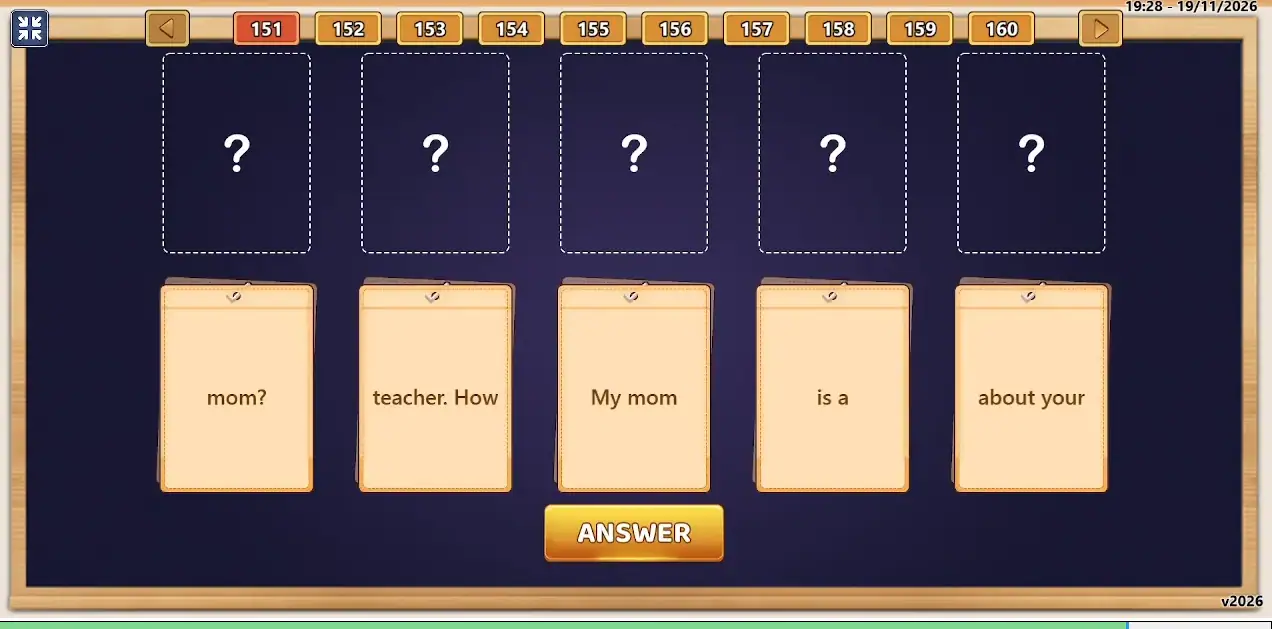 19:28 - 19/11/2026
151 152 153 154 155 156 157 158 159 160
? ? ? ? ?
mom? teacher. How My mom is a about your
ANSWER
v2026